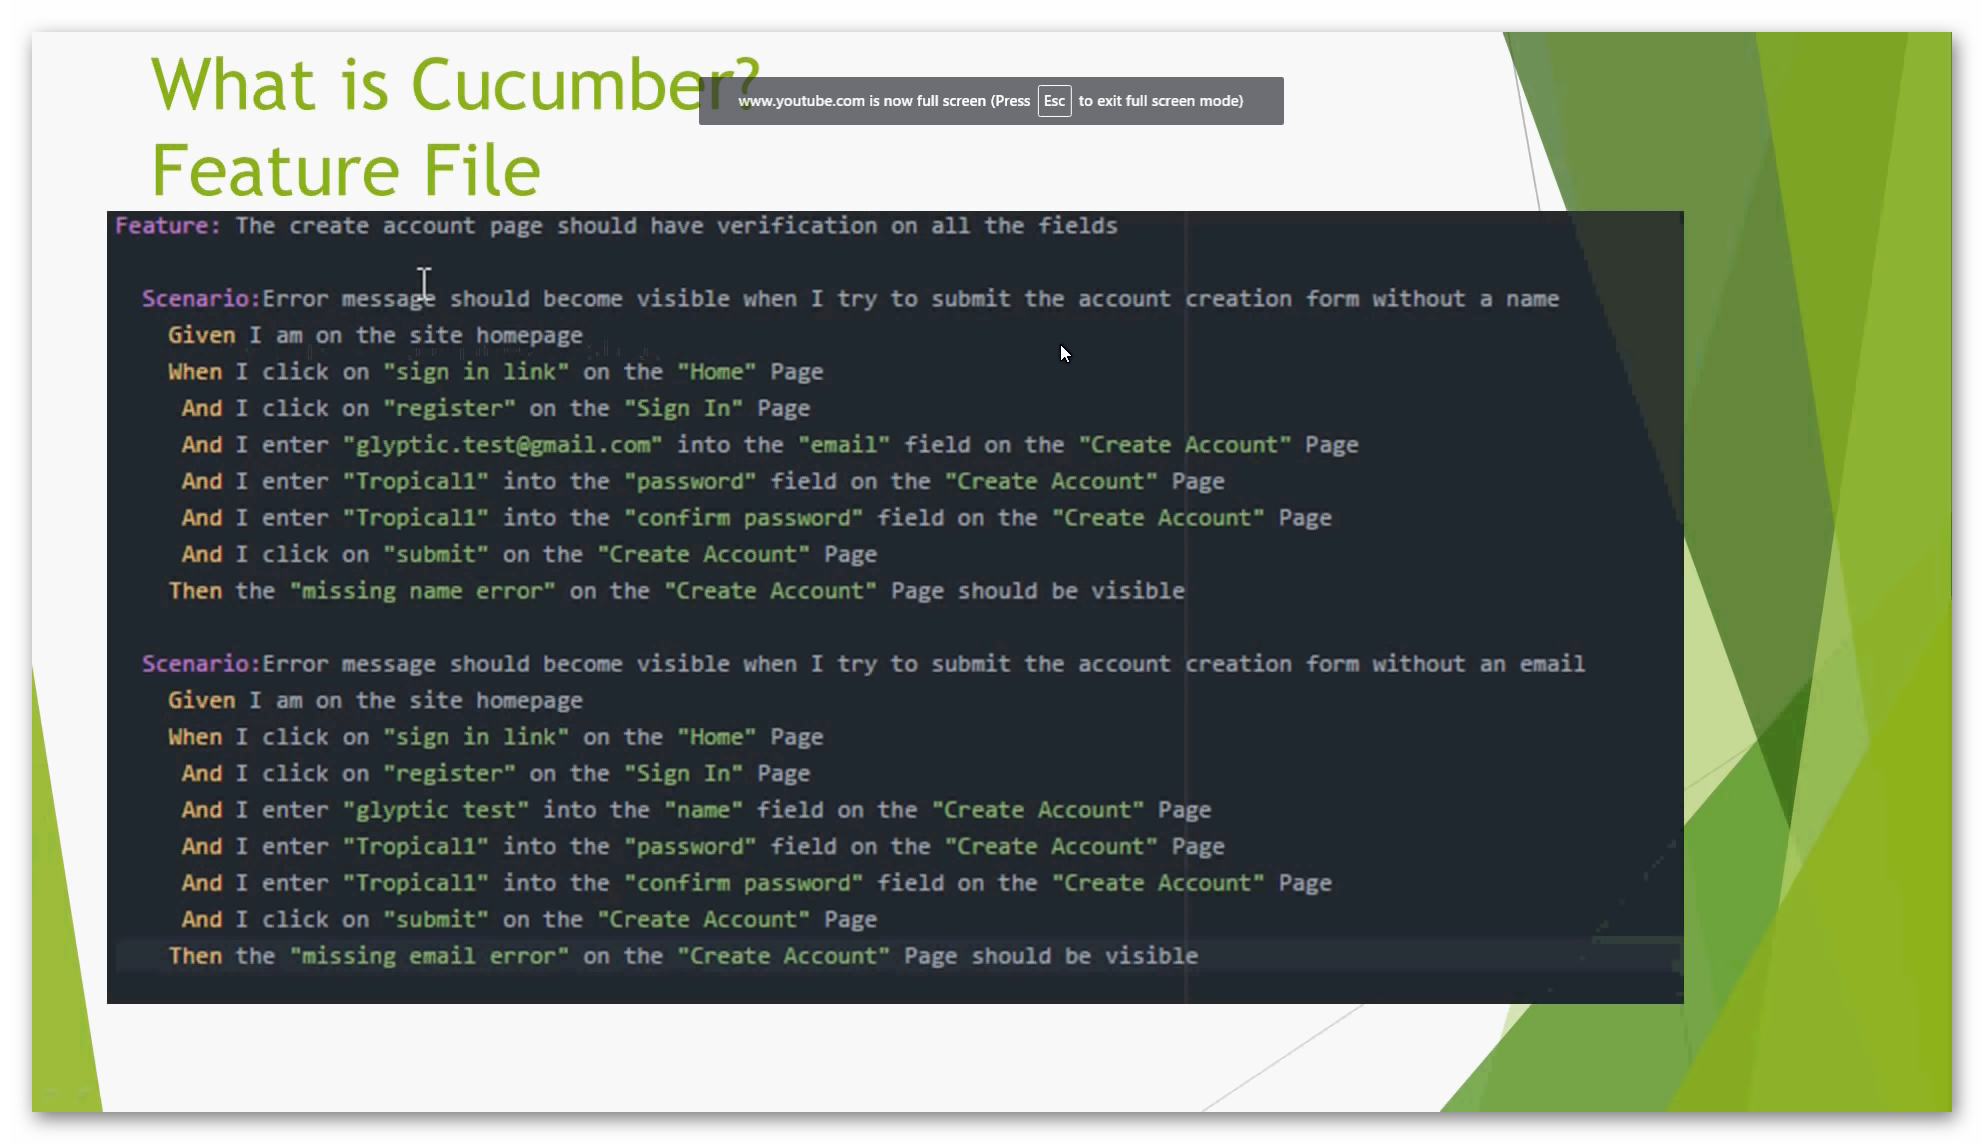 What is Cucumber?
www.youtube.com is now full screen (Press Esc to exit full screen mode)
Feature File
Feature: The create account page should have verification on all the fields
Scenario:Error message should become visible when I try to submit the account creation form without a name
Given I am on the site homepage
When I click on "sign in link" on the "Home" Page
And I click on "register" on the "Sign In" Page
And I enter "glyptic.test@gmail.com" into the "email" field on the "Create Account" Page
And I enter "Tropical1" into the "password" field on the "Create Account" Page
And I enter "Tropical1" into the "confirm password" field on the "Create Account" Page
And I click on "submit" on the "Create Account" Page
Then the "missing name error" on the "Create Account" Page should be visible
Scenario:Error message should become visible when I try to submit the account creation form without an email
Given I am on the site homepage
When I click on "sign in link" on the "Home" Page
And I click on "register" on the "Sign In" Page
And I enter "glyptic test" into the "name" field on the "Create Account" Page
And I enter "Tropical1" into the "password" field on the "Create Account" Page
And I enter "Tropical1" into the "confirm password" field on the "Create Account" Page
And I click on "submit" on the "Create Account" Page
Then the "missing email error" on the "Create Account" Page should be visible